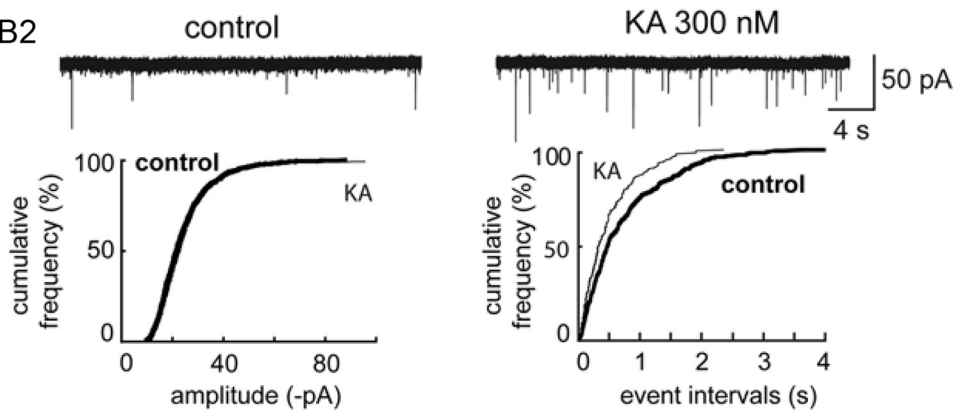 B2
control
KA 300 nM
50 pA
4 s
cumulative
frequency (%)
100
50
0
control
KA
0 40 80
amplitude (-pA)
cumulative
frequency (%)
100
50
0
KA
control
0 1 2 3 4
event intervals (s)